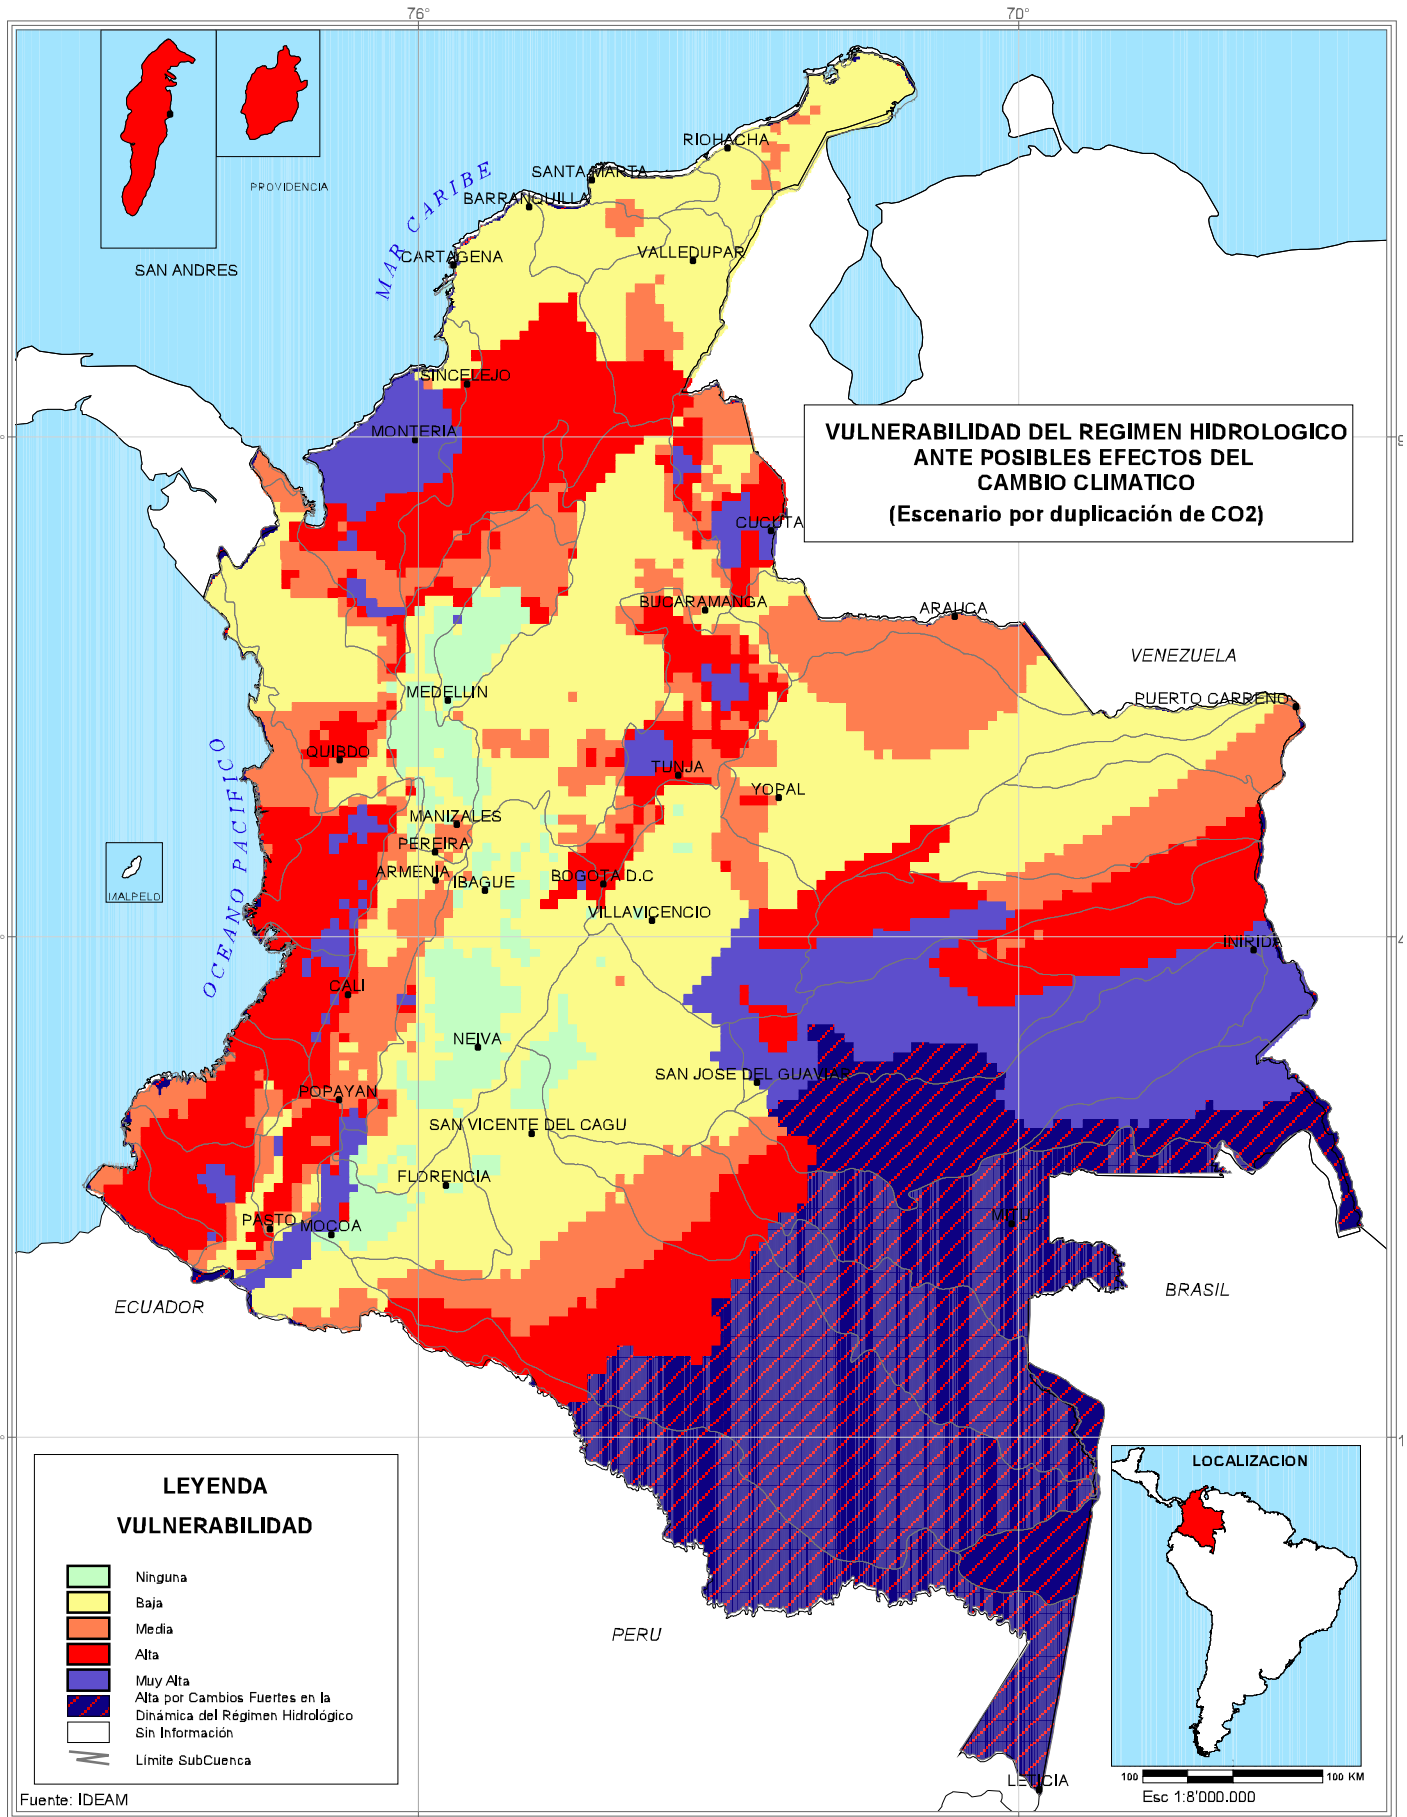 76°
70°
PROVIDENCIA
SAN ANDRES
MAR CARIBE
RIOHACHA
SANTA MARTA
BARRANQUILLA
CARTAGENA
VALLEDUPAR
SINCELEJO
MONTERIA
VULNERABILIDAD DEL REGIMEN HIDROLOGICO
ANTE POSIBLES EFECTOS DEL
CAMBIO CLIMATICO
(Escenario por duplicación de CO2)
CUCUTA
BUCARAMANGA
ARAUCA
VENEZUELA
PUERTO CARRENO
MEDELLIN
QUIBDO
TUNJA
YOPAL
OCEANO PACIFICO
MALPELO
MANIZALES
PEREIRA
ARMENIA
IBAGUE
BOGOTA D.C
VILLAVICENCIO
INIRIDA
CALI
NEIVA
SAN JOSE DEL GUAVIAR
POPAYAN
SAN VICENTE DEL CAGU
FLORENCIA
PASTO
MOCOA
MITU
ECUADOR
BRASIL
PERU
LETICIA
LEYENDA
VULNERABILIDAD
Ninguna
Baja
Media
Alta
Muy Alta
Alta por Cambios Fuertes en la
Dinámica del Régimen Hidrológico
Sin Información
Límite SubCuenca
Fuente: IDEAM
LOCALIZACION
100 100 KM
Esc 1:8'000.000